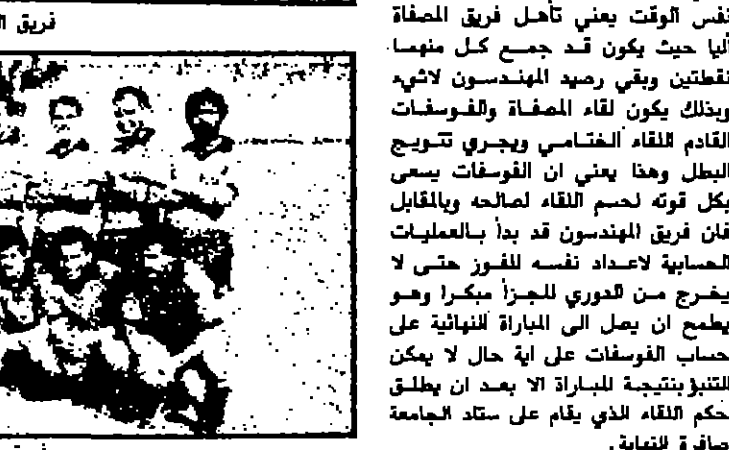 نفس الوقت يعني تأهل فريق المصفاة
آليا حيث يكون قد جمع كل منهما
نقطتين وبقي رصيد المهندسون لاشيء
وبذلك يكون لقاء المصفاة والفوسفات
القادم اللقاء الختامي ويجري تتويج
البطل وهذا يعني ان الفوسفات يسعى
بكل قوته لحسم اللقاء لصالحه وبالمقابل
فان فريق المهندسون قد بدأ بالعمليات
الحسابية لاعداد نفسه للفوز حتى لا
يخرج من الدوري المجزأ مبكرا وهو
يطمح ان يصل الى المباراة النهائية على
حساب الفوسفات على اية حال لا يمكن
التنبؤ بنتيجة المباراة الا بعد ان يطلق
حكم اللقاء الذي يقام على ستاد الجامعة
صافرة النهاية.
فريق